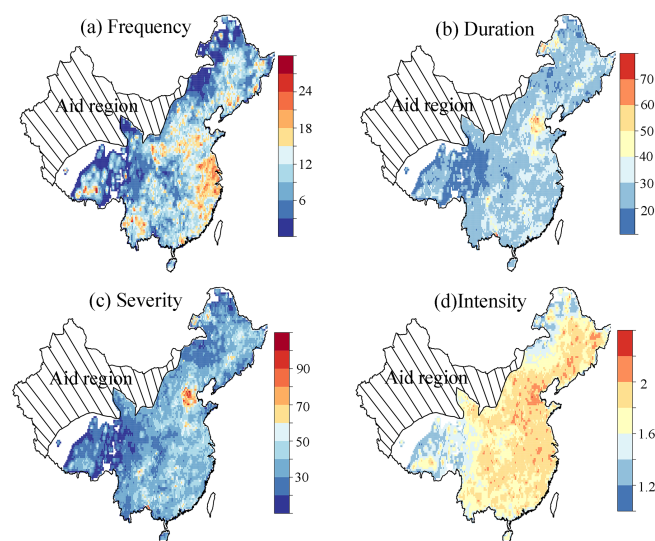 (a) Frequency
Aid region
24
18
12
6
(b) Duration
Aid region
70
60
50
40
30
20
(c) Severity
Aid region
90
70
50
30
(d)Intensity
Aid region
2
1.6
1.2